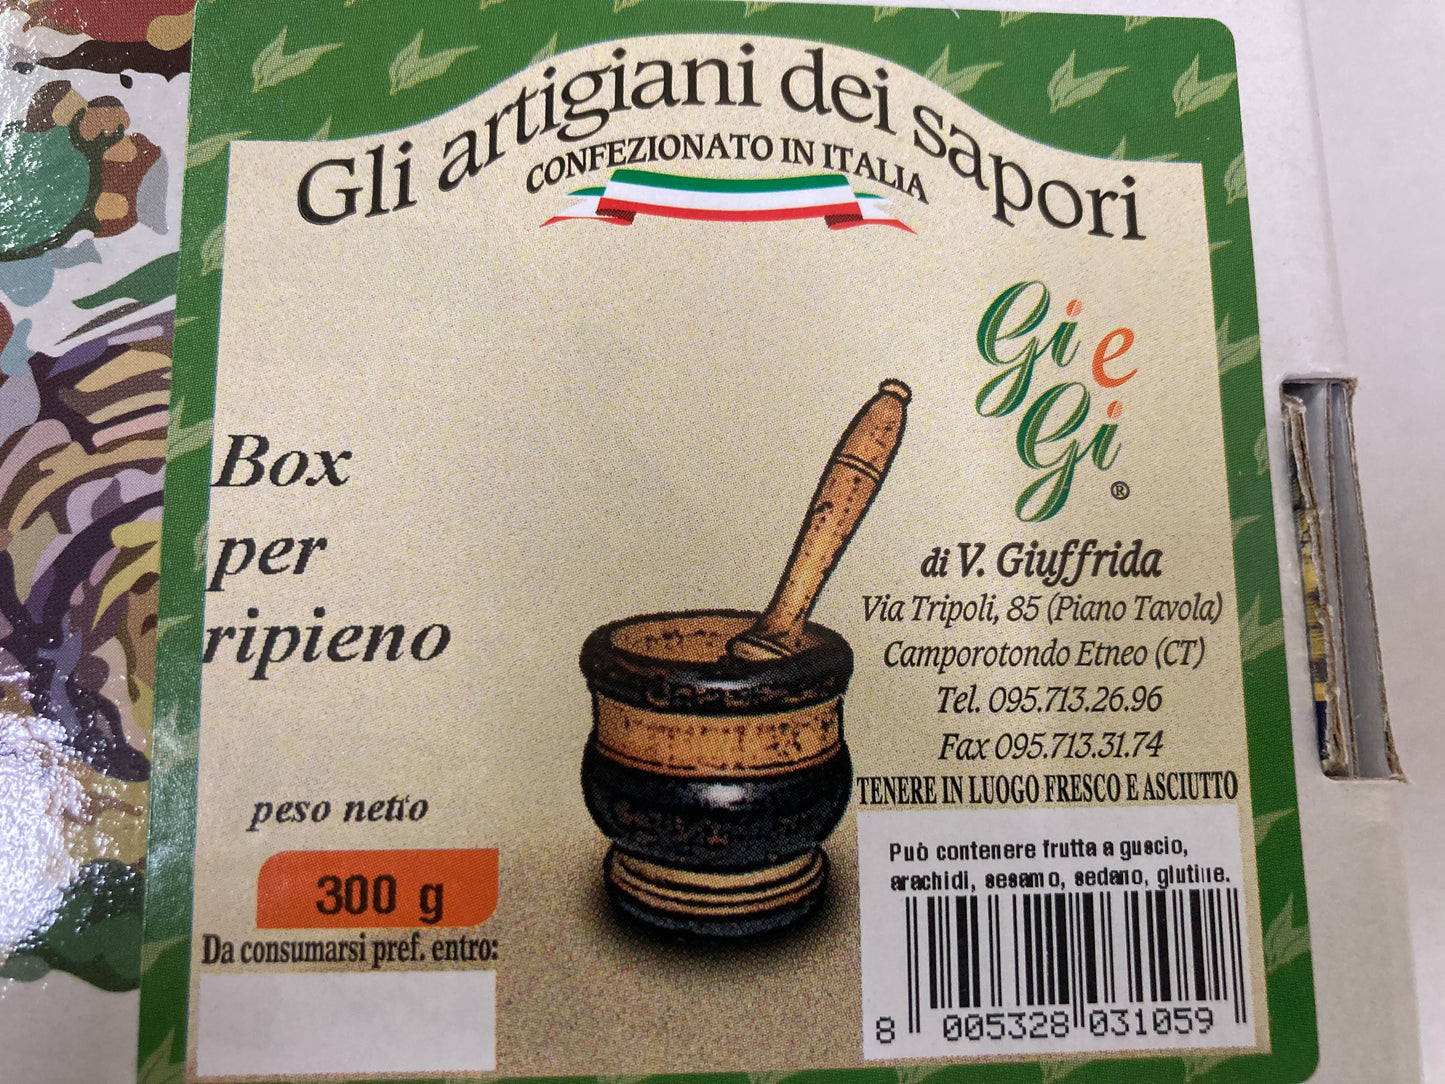 Gli artigiani dei sapori
CONFEZIONATO IN ITALIA
Gi e
Gi
®
Box
per
ripieno
di V. Giuffrida
Via Tripoli, 85 (Piano Tavola)
Camporotondo Etneo (CT)
Tel. 095.713.26.96
Fax 095.713.31.74
TENERE IN LUOGO FRESCO E ASCIUTTO
peso netto
300 g
Da consumarsi pref. entro:
Può contenere frutta a guscio,
arachidi, sesamo, sedano, glutine.
8 005328 031059